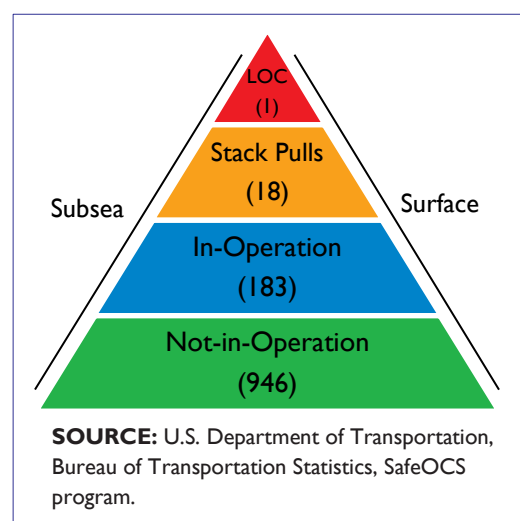 LOC
(1)
Stack Pulls
(18)
Subsea
Surface
In-Operation
(183)
Not-in-Operation
(946)
SOURCE: U.S. Department of Transportation,
Bureau of Transportation Statistics, SafeOCS
program.